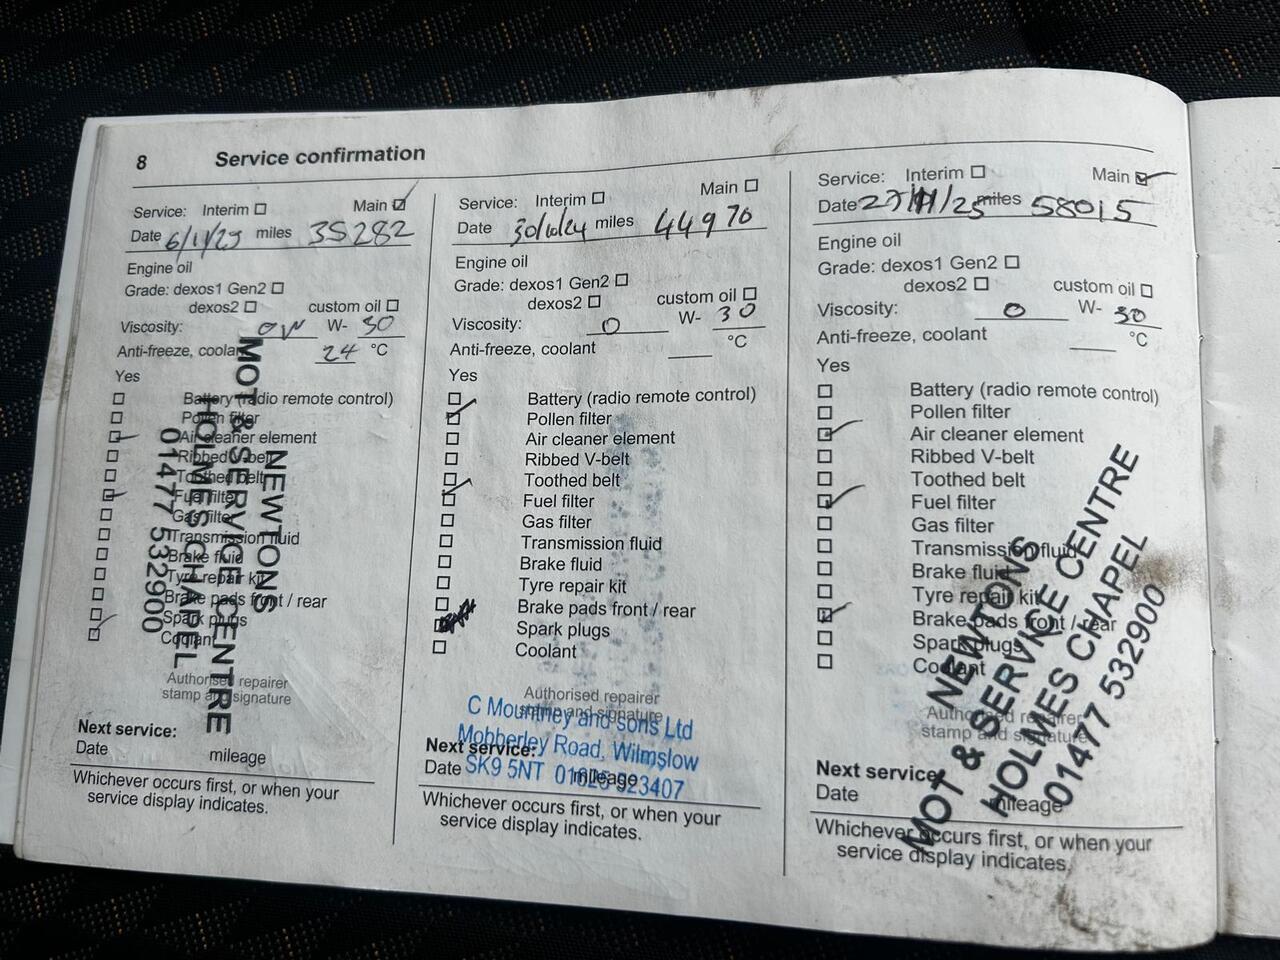 8 Service confirmation
Service: Interim Main
Date 6/11/23 miles 35282
Engine oil
Grade: dexos1 Gen2
dexos2 custom oil
Viscosity: 0W W- 30
Anti-freeze, coolant 24 °C
Yes
Battery (radio remote control)
Pollen filter
Air cleaner element
Ribbed V-belt
Toothed belt
Fuel filter
Gas filter
Transmission fluid
Brake fluid
Tyre repair kit
Brake pads front / rear
Spark plugs
Coolant
Authorised repairer
stamp and signature
NEWTONS
MOT & SERVICE CENTRE
HOLMES CHAPEL
01477 532900
Next service:
Date mileage
Whichever occurs first, or when your
service display indicates.
Service: Interim Main
Date 30/10/24 miles 44970
Engine oil
Grade: dexos1 Gen2
dexos2 custom oil
Viscosity: 0 W- 30
Anti-freeze, coolant °C
Yes
Battery (radio remote control)
Pollen filter
Air cleaner element
Ribbed V-belt
Toothed belt
Fuel filter
Gas filter
Transmission fluid
Brake fluid
Tyre repair kit
Brake pads front / rear
Spark plugs
Coolant
Authorised repairer
stamp and signature
C Mountney and sons Ltd
Mobberley Road, Wilmslow
SK9 5NT 01625 523407
Next service:
Date mileage
Whichever occurs first, or when your
service display indicates.
Service: Interim Main
Date 27/11/25 miles 58015
Engine oil
Grade: dexos1 Gen2
dexos2 custom oil
Viscosity: 0 W- 30
Anti-freeze, coolant °C
Yes
Battery (radio remote control)
Pollen filter
Air cleaner element
Ribbed V-belt
Toothed belt
Fuel filter
Gas filter
Transmission fluid
Brake fluid
Tyre repair kit
Brake pads front / rear
Spark plugs
Coolant
Authorised repairer
stamp and signature
NEWTONS
MOT & SERVICE CENTRE
HOLMES CHAPEL
01477 532900
Next service:
Date mileage
Whichever occurs first, or when your
service display indicates.